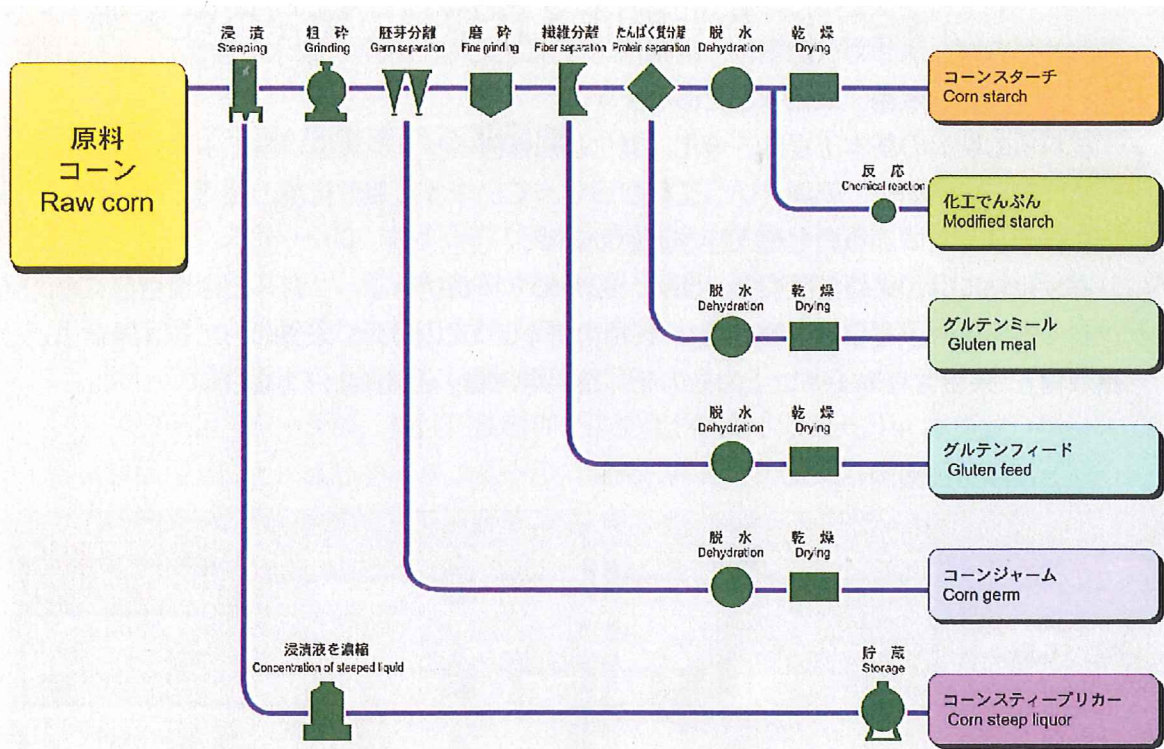 浸漬
Steeping
粗砕
Grinding
胚芽分離
Germ separation
磨砕
Fine grinding
繊維分離
Fiber separation
たんぱく質分離
Protein separation
脱水
Dehydration
乾燥
Drying
原料
コーン
Raw corn
コーンスターチ
Corn starch
反応
Chemical reaction
化工でんぷん
Modified starch
脱水
Dehydration
乾燥
Drying
グルテンミール
Gluten meal
脱水
Dehydration
乾燥
Drying
グルテンフィード
Gluten feed
脱水
Dehydration
乾燥
Drying
コーンジャーム
Corn germ
浸漬液を濃縮
Concentration of sleeped liquid
貯蔵
Storage
コーンスティープリカー
Corn steep liquor